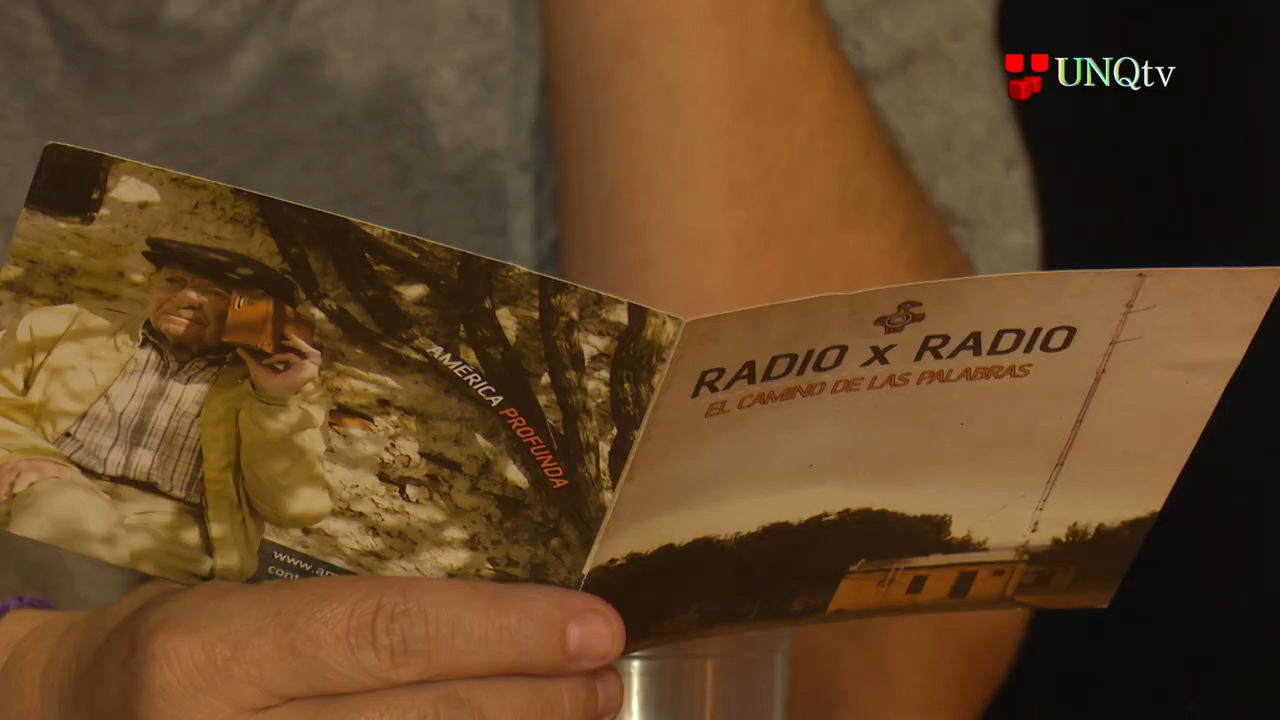 UNQtv
AMÉRICA PROFUNDA
RADIO x RADIO
EL CAMINO DE LAS PALABRAS